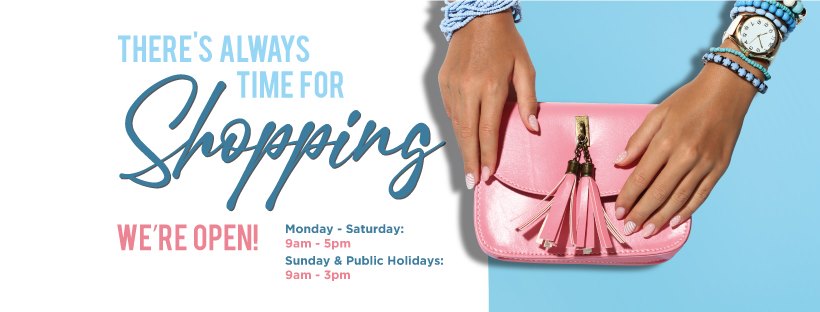 THERE'S ALWAYS
TIME FOR
Shopping
WE'RE OPEN!
Monday - Saturday:
9am - 5pm
Sunday & Public Holidays:
9am - 3pm